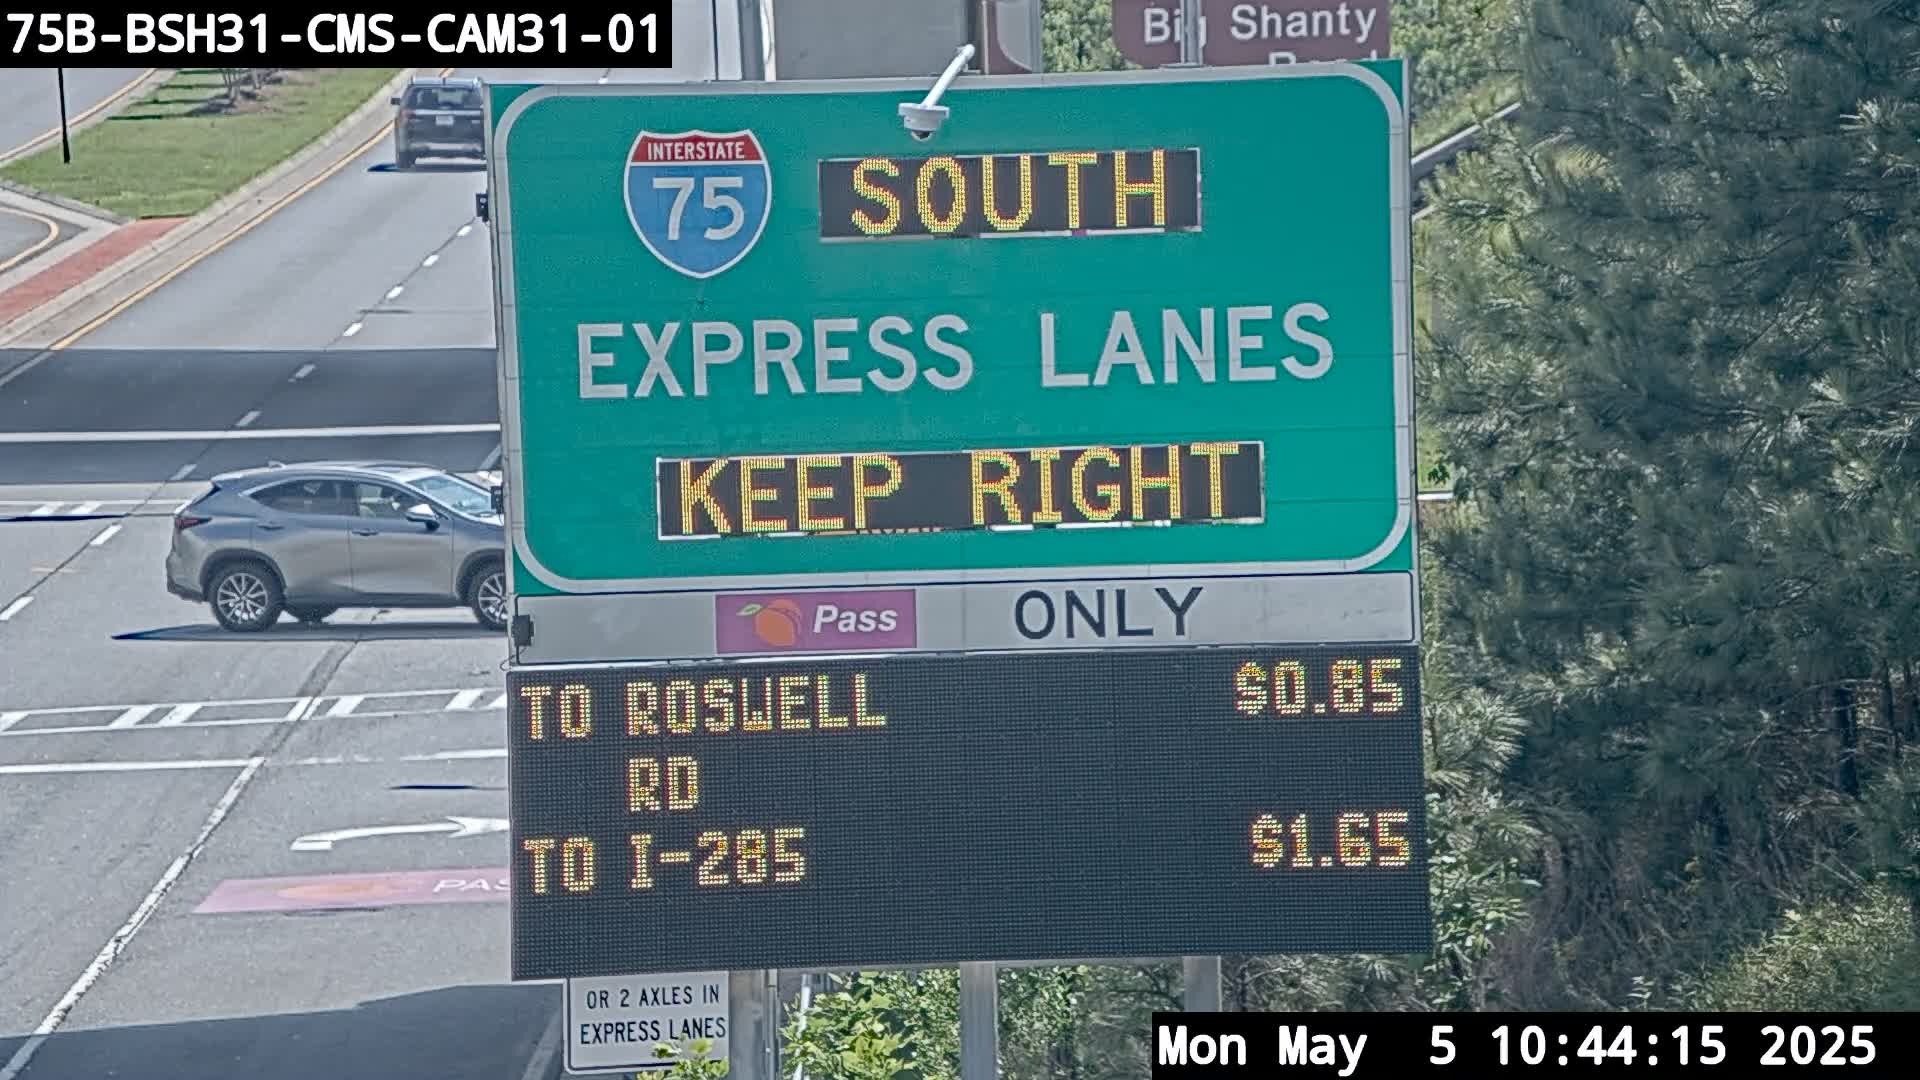 75B-BSH31-CMS-CAM31-01
Big Shanty
INTERSTATE
75
SOUTH
EXPRESS LANES
KEEP RIGHT
Pass ONLY
TO ROSWELL $0.85
RD
TO I-285 $1.65
OR 2 AXLES IN
EXPRESS LANES
Mon May 5 10:44:15 2025